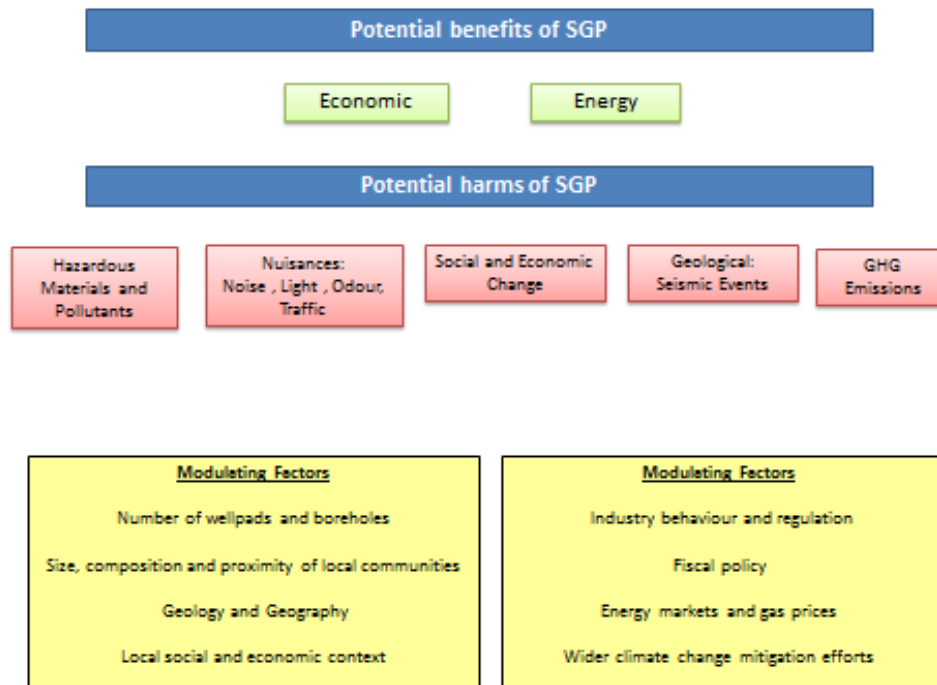 Potential benefits of SGP
Economic
Energy
Potential harms of SGP
Hazardous
Materials and
Pollutants
Nuisances:
Noise , Light , Odour,
Traffic
Social and Economic
Change
Geological:
Seismic Events
GHG
Emissions
Modulating Factors
Number of wellpads and boreholes
Size, composition and proximity of local communities
Geology and Geography
Local social and economic context
Modulating Factors
Industry behaviour and regulation
Fiscal policy
Energy markets and gas prices
Wider climate change mitigation efforts